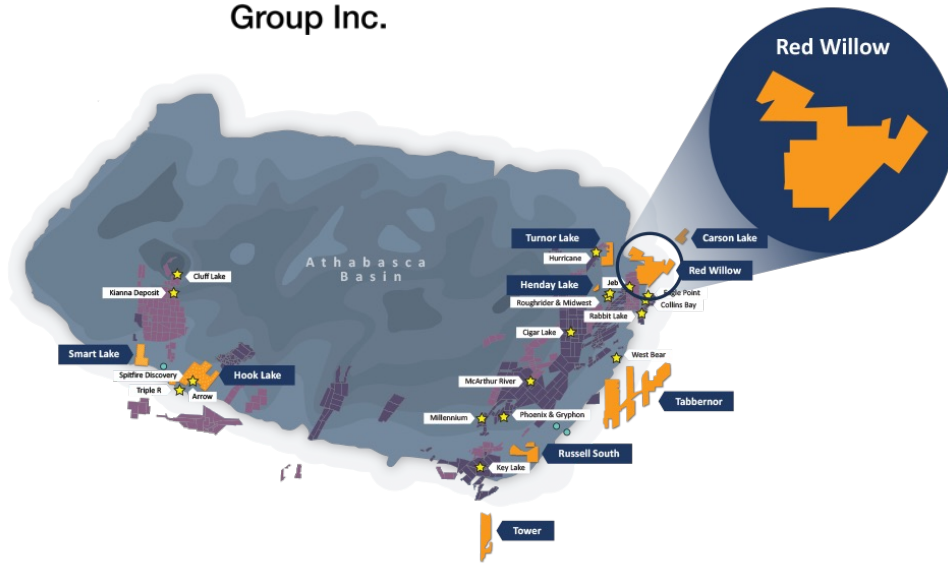 Group Inc.
Red Willow
Turnor Lake
Carson Lake
Hurricane
Athabasca
Basin
Red Willow
Cluff Lake
Henday Lake
Jeb
Kianna Deposit
Eagle Point
Roughrider & Midwest
Collins Bay
Rabbit Lake
Cigar Lake
Smart Lake
West Bear
Spitfire Discovery
Hook Lake
McArthur River
Triple R
Arrow
Tabbernor
Millennium
Phoenix & Gryphon
Russell South
Key Lake
Tower